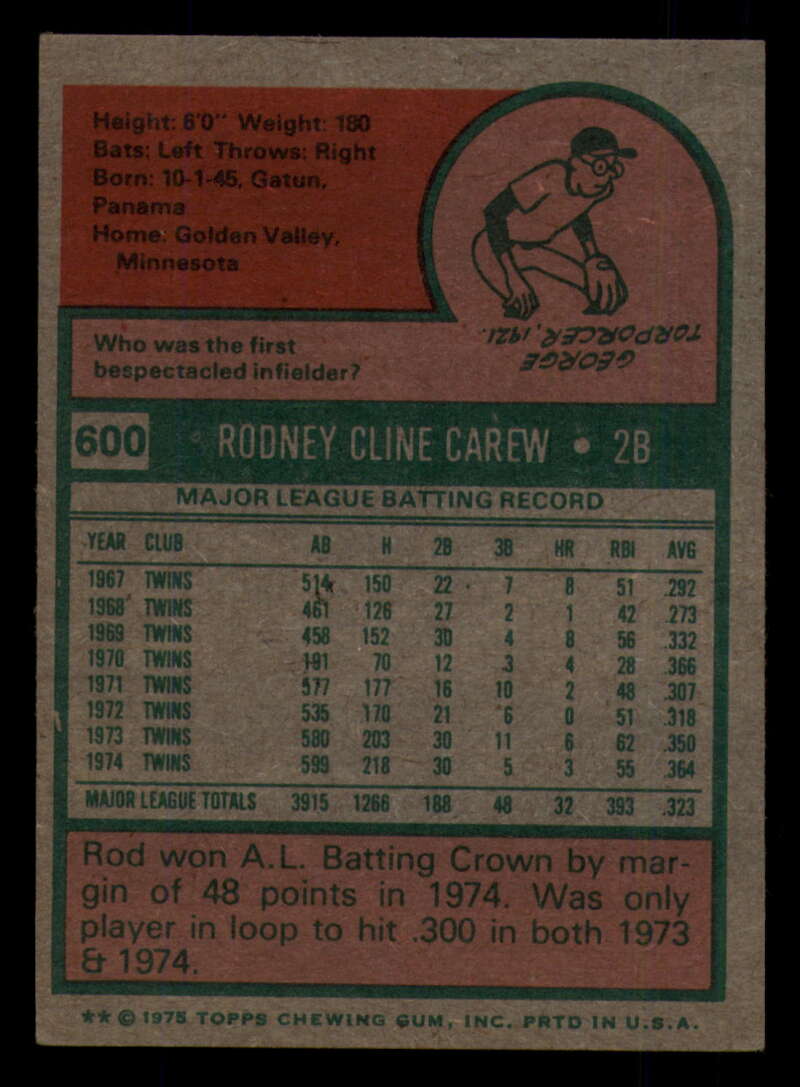 Height: 6'0" Weight: 180
Bats: Left Throws: Right
Born: 10-1-45, Gatun,
Panama
Home: Golden Valley,
Minnesota
Who was the first
bespectacled infielder?
GEORGE
TORPORCER, 1921.
600 RODNEY CLINE CAREW • 2B
MAJOR LEAGUE BATTING RECORD
YEAR CLUB AB H 2B 3B HR RBI AVG
1967 TWINS 514 150 22 7 8 51 .292
1968 TWINS 461 126 27 2 1 42 .273
1969 TWINS 458 152 30 4 8 56 .332
1970 TWINS 191 70 12 3 4 28 .366
1971 TWINS 577 177 16 10 2 48 .307
1972 TWINS 535 170 21 6 0 51 .318
1973 TWINS 580 203 30 11 6 62 .350
1974 TWINS 599 218 30 5 3 55 .364
MAJOR LEAGUE TOTALS 3915 1266 188 48 32 393 .323
Rod won A.L. Batting Crown by mar-
gin of 48 points in 1974. Was only
player in loop to hit .300 in both 1973
& 1974.
** © 1975 TOPPS CHEWING GUM, INC. PRTD IN U.S.A.